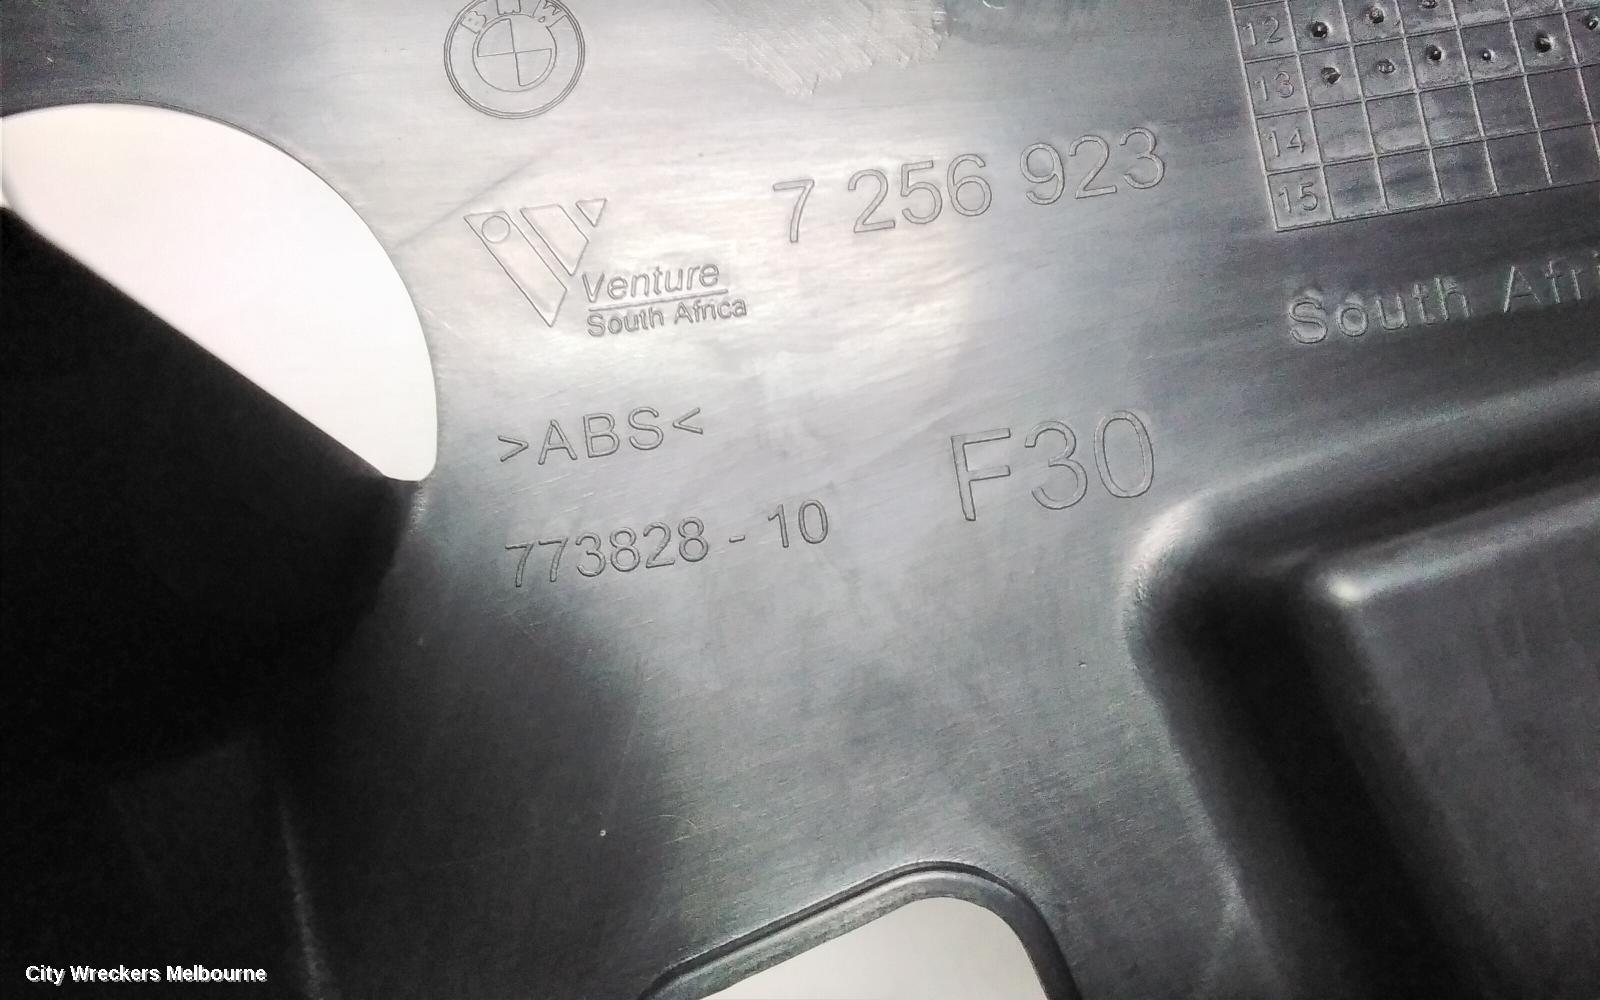 BMW
12
13
14
15
7 256 923
Venture
South Africa
South Afri
>ABS<
F30
773828 - 10
City Wreckers Melbourne